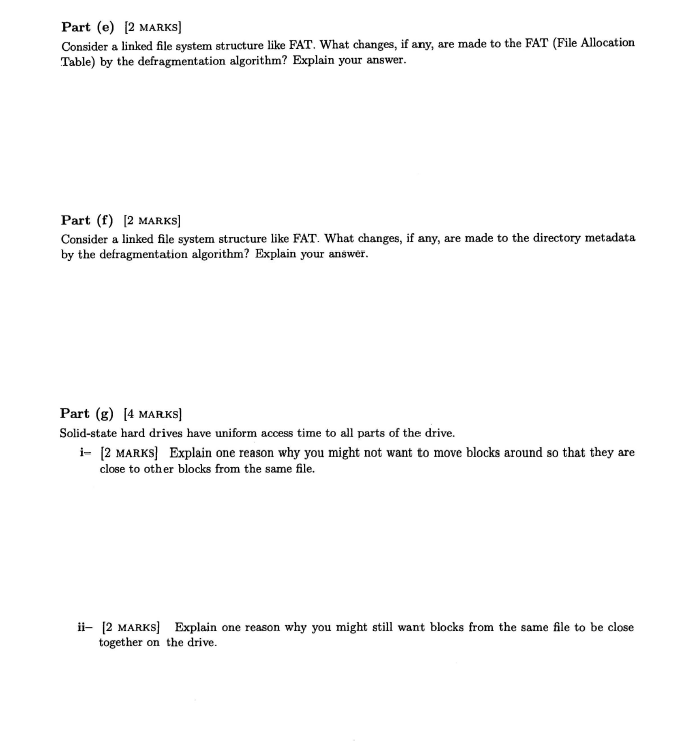 Part (e) [2 MARKS]
Consider a linked file system structure like FAT. What changes, if any, are made to the FAT (File Allocation
Table) by the defragmentation algorithm? Explain your answer.
Part (f) [2 MARKS]
Consider a linked file system structure like FAT. What changes, if any, are made to the directory metadata
by the defragmentation algorithm? Explain your answer.
Part (g) [4 MARKS]
Solid-state hard drives have uniform access time to all parts of the drive.
i– [2 MARKS] Explain one reason why you might not want to move blocks around so that they are
close to other blocks from the same file.
ii– [2 MARKS] Explain one reason why you might still want blocks from the same file to be close
together on the drive.